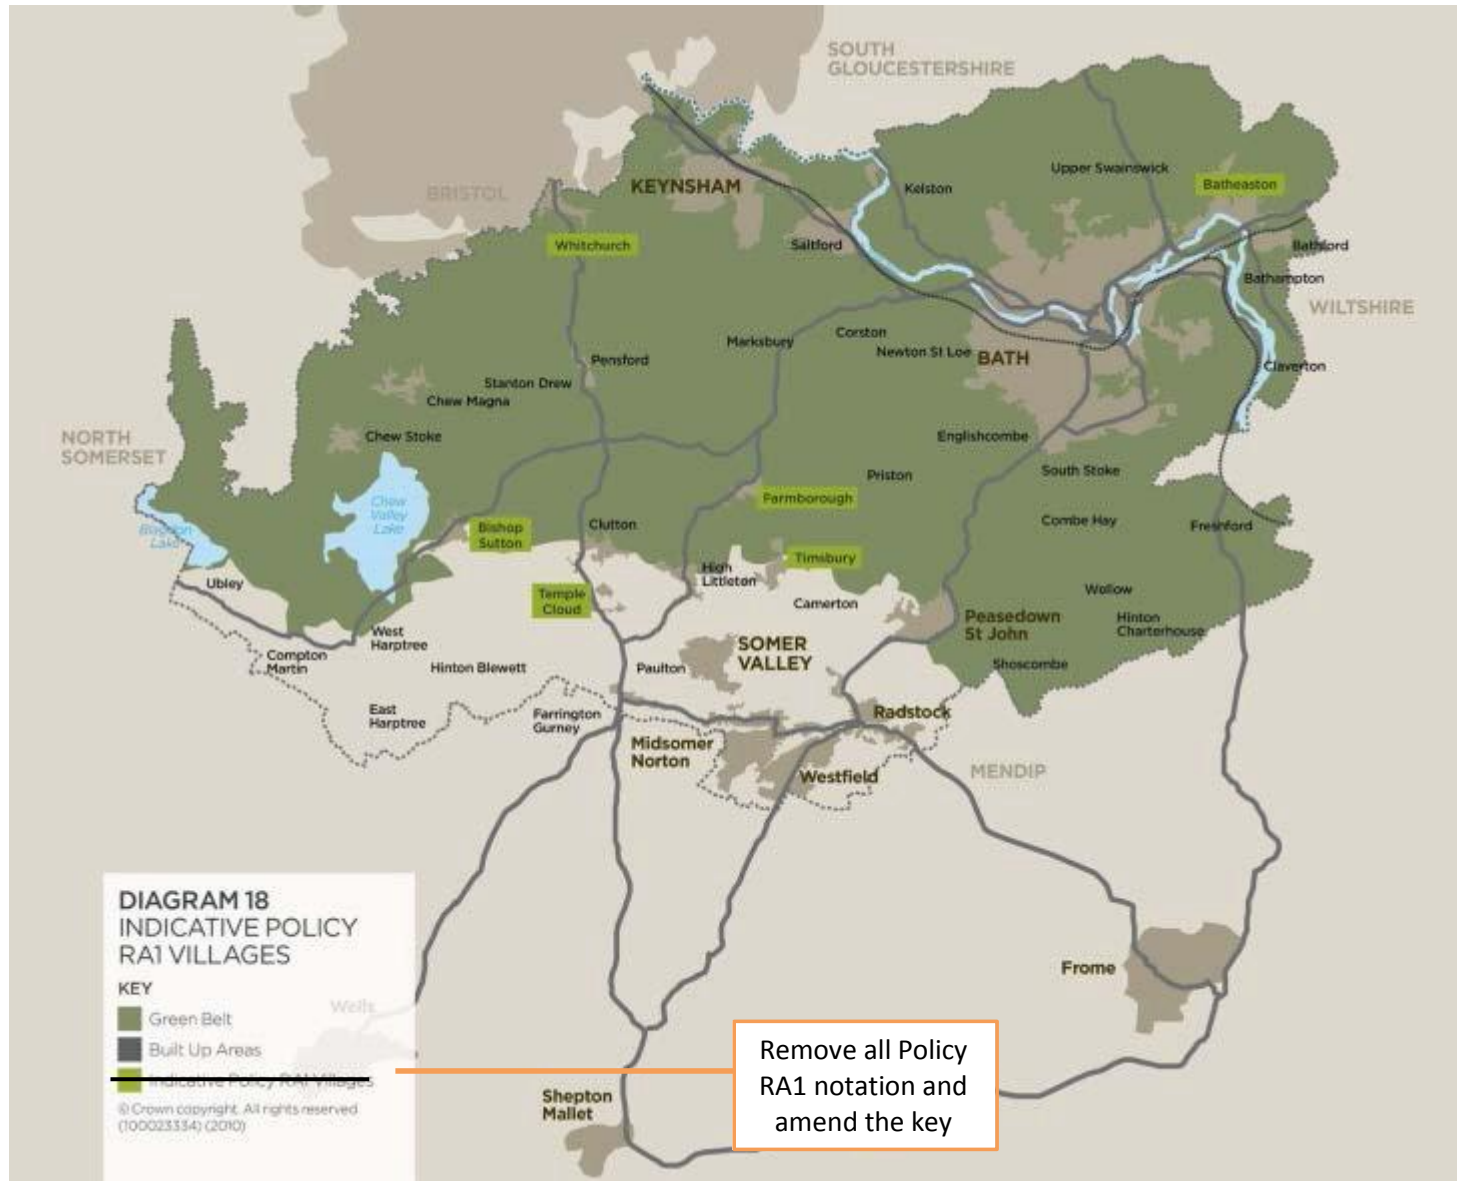 SOUTH
GLOUCESTERSHIRE
Upper Swainswick
Batheaston
KEYNSHAM
BRISTOL
Kelston
Whitchurch
Saltford
Bathford
Bathampton
WILTSHIRE
Marksbury
Corston
Newton St Loe
BATH
Pensford
Claverton
Stanton Drew
Chew Magna
NORTH
SOMERSET
Chew Stoke
Englishcombe
South Stoke
Priston
Farmborough
Chew
Valley
Lake
Blagdon
Lake
Bishop
Sutton
Clutton
Combe Hay
Freshford
Timsbury
High
Littleton
Ubley
Temple
Cloud
Camerton
Wellow
Hinton
Charterhouse
Peasedown
St John
West
Harptree
SOMER
VALLEY
Compton
Martin
Hinton Blewett
Paulton
Shoscombe
East
Harptree
Farrington
Gurney
Radstock
Midsomer
Norton
Westfield
MENDIP
DIAGRAM 18
INDICATIVE POLICY
RA1 VILLAGES
KEY
Green Belt
Built Up Areas
Indicative Policy RA1 Villages
© Crown copyright. All rights reserved
(100023334) (2010)
Wells
Frome
Shepton
Mallet
Remove all Policy
RA1 notation and
amend the key